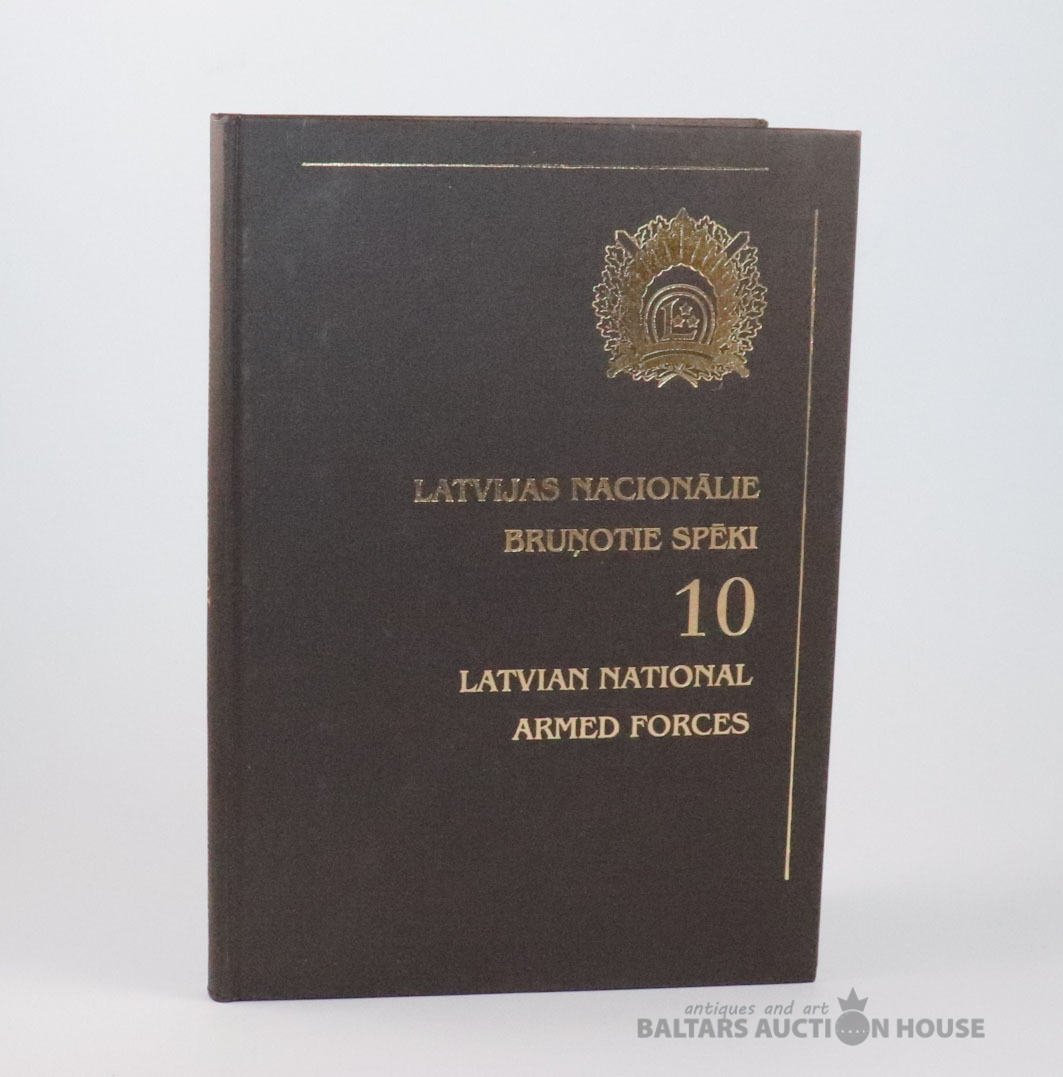 L
LATVIJAS NACIONĀLIE
BRUŅOTIE SPĒKI
10
LATVIAN NATIONAL
ARMED FORCES
antiques and art
BALTARS AUCTION HOUSE